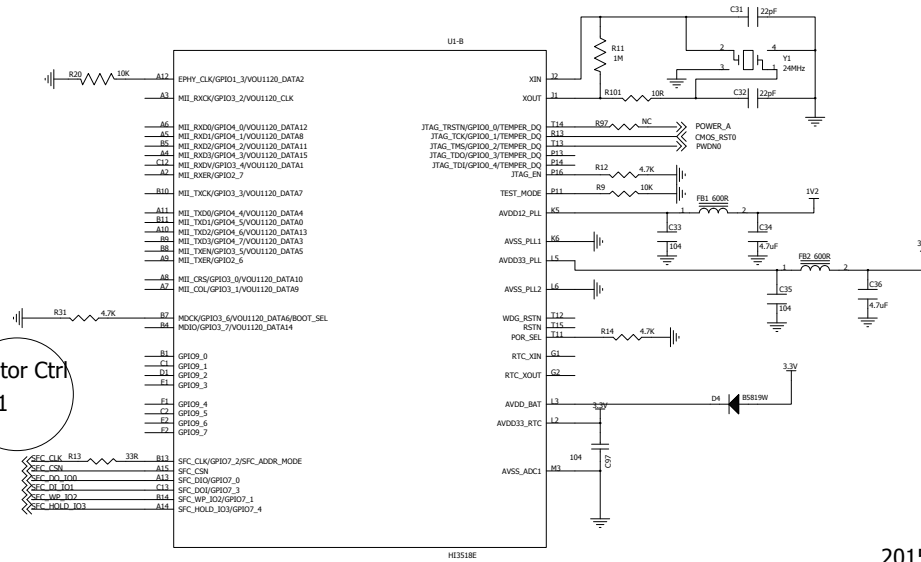 U1-B
R20 10K A12 EPHY_CLK/GPIO1_3/VOU1120_DATA2
A3 MII_RXCK/GPIO3_2/VOU1120_CLK
A6 MII_RXD0/GPIO4_0/VOU1120_DATA12
A5 MII_RXD1/GPIO4_1/VOU1120_DATA8
B5 MII_RXD2/GPIO4_2/VOU1120_DATA11
A4 MII_RXD3/GPIO4_3/VOU1120_DATA15
C12 MII_RXDV/GPIO3_4/VOU1120_DATA1
A2 MII_RXER/GPIO2_7
B10 MII_TXCK/GPIO3_3/VOU1120_DATA7
A11 MII_TXD0/GPIO4_4/VOU1120_DATA4
B11 MII_TXD1/GPIO4_5/VOU1120_DATA0
A10 MII_TXD2/GPIO4_6/VOU1120_DATA13
B9 MII_TXD3/GPIO4_7/VOU1120_DATA3
B8 MII_TXEN/GPIO3_5/VOU1120_DATA5
A9 MII_TXER/GPIO2_6
A8 MII_CRS/GPIO3_0/VOU1120_DATA10
A7 MII_COL/GPIO3_1/VOU1120_DATA9
R31 4.7K B7 MDCK/GPIO3_6/VOU1120_DATA6/BOOT_SEL
B4 MDIO/GPIO3_7/VOU1120_DATA14
B1 GPIO9_0
C1 GPIO9_1
D1 GPIO9_2
E1 GPIO9_3
F1 GPIO9_4
C2 GPIO9_5
E2 GPIO9_6
F2 GPIO9_7
tor Ctrl
1
SFC_CLK R13 33R B13 SFC_CLK/GPIO7_2/SFC_ADDR_MODE
SFC_CSN A15 SFC_CSN
SFC_DO_IO0 A13 SFC_DIO/GPIO7_0
SFC_DI_IO1 C13 SFC_DOI/GPIO7_3
SFC_WP_IO2 B14 SFC_WP_IO2/GPIO7_1
SFC_HOLD_IO3 A14 SFC_HOLD_IO3/GPIO7_4
XIN J2
XOUT J1 R101 10R
R11
1M
C31 22pF
2 4
3 1
Y1
24MHz
C32 22pF
JTAG_TRSTN/GPIO0_0/TEMPER_DQ T14 R97 NC POWER_A
JTAG_TCK/GPIO0_1/TEMPER_DQ R13 CMOS_RST0
JTAG_TMS/GPIO0_2/TEMPER_DQ T13 PWDN0
JTAG_TDO/GPIO0_3/TEMPER_DQ P13
JTAG_TDI/GPIO0_4/TEMPER_DQ P14
JTAG_EN P16 R12 4.7K
TEST_MODE P11 R9 10K
AVDD12_PLL K5 1 FB1 600R 2 1V2
C33
104
C34
4.7uF
AVSS_PLL1 K6
AVDD33_PLL L5 1 FB2 600R 2 3
C35
104
C36
4.7uF
AVSS_PLL2 L6
WDG_RSTN T12
RSTN T15
POR_SEL T11 R14 4.7K
RTC_XIN G1
RTC_XOUT G2
3.3V
AVDD_BAT L3 D4 B5819W
3.3V
AVDD33_RTC L2
104 C97
AVSS_ADC1 M3
HI3518E
2015